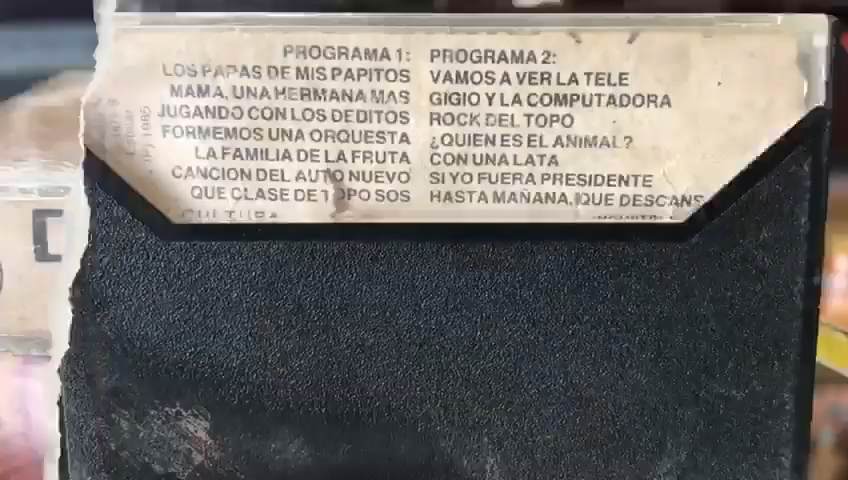 PROGRAMA 1:
LOS PAPAS DE MIS PAPITOS
MAMA, UNA HERMANA MAS
JUGANDO CON LOS DEDITOS
FORMEMOS UNA ORQUESTA
LA FAMILIA DE LA FRUTA
CANCION DEL AUTO NUEVO
QUE CLASE DE TOPO SOS
PROGRAMA 2:
VAMOS A VER LA TELE
GIGIO Y LA COMPUTADORA
ROCK DEL TOPO
¿QUIEN ES EL ANIMAL?
CON UNA LATA
SI YO FUERA PRESIDENTE
HASTA MAÑANA, QUE DESCANS
CULTURA
1985